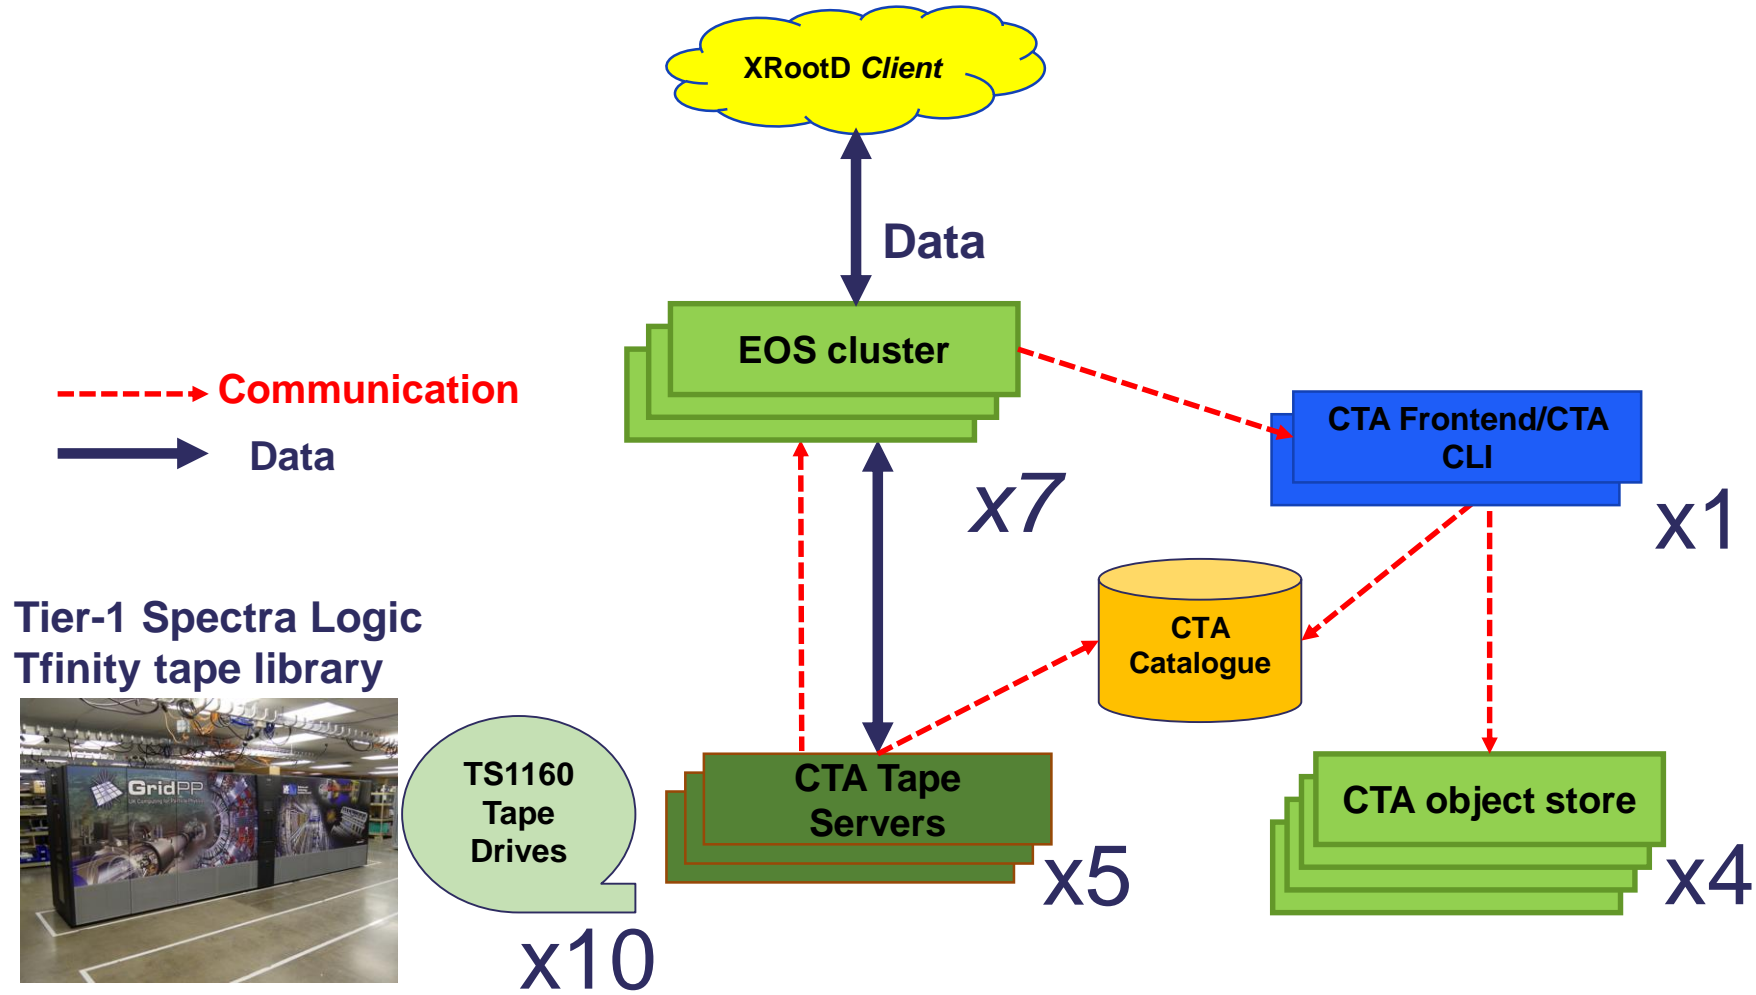 XRootD Client
Data
EOS cluster
Communication
Data
CTA Frontend/CTA
CLI
x7
x1
Tier-1 Spectra Logic
Tfinity tape library
CTA
Catalogue
GridPP
TS1160
Tape
Drives
CTA Tape
Servers
CTA object store
x5
x4
x10